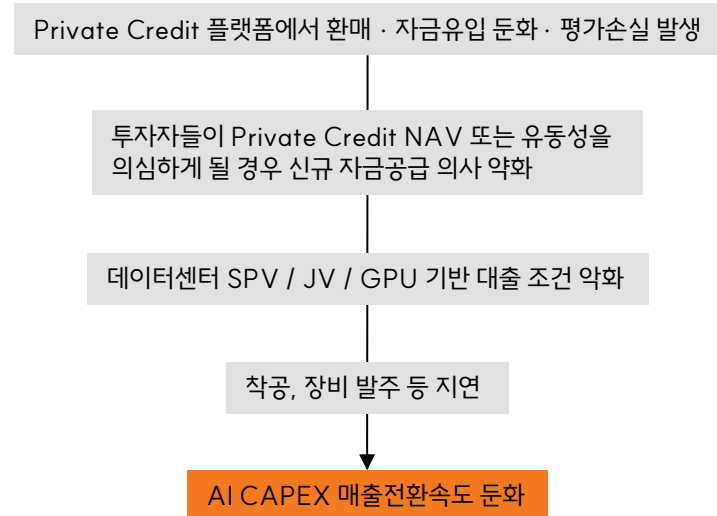 Private Credit 플랫폼에서 환매 · 자금유입 둔화 · 평가손실 발생
투자자들이 Private Credit NAV 또는 유동성을
의심하게 될 경우 신규 자금공급 의사 약화
데이터센터 SPV / JV / GPU 기반 대출 조건 악화
착공, 장비 발주 등 지연
AI CAPEX 매출전환속도 둔화